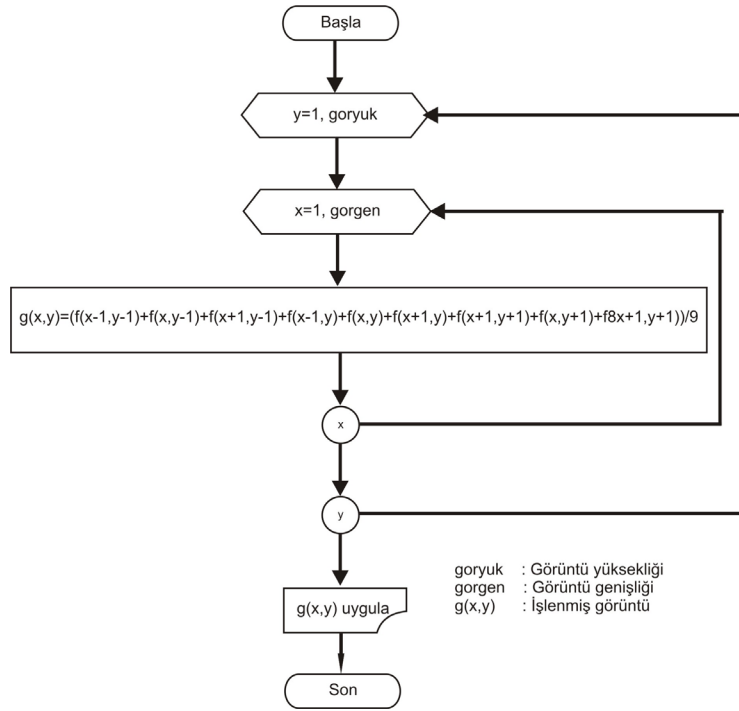 Başla
y=1, goryuk
x=1, gorgen
g(x,y)=(f(x-1,y-1)+f(x,y-1)+f(x+1,y-1)+f(x-1,y)+f(x,y)+f(x+1,y)+f(x+1,y+1)+f(x,y+1)+f8x+1,y+1))/9
x
y
goryuk : Görüntü yüksekliği
gorgen : Görüntü genişliği
g(x,y) : İşlenmiş görüntü
g(x,y) uygula
Son